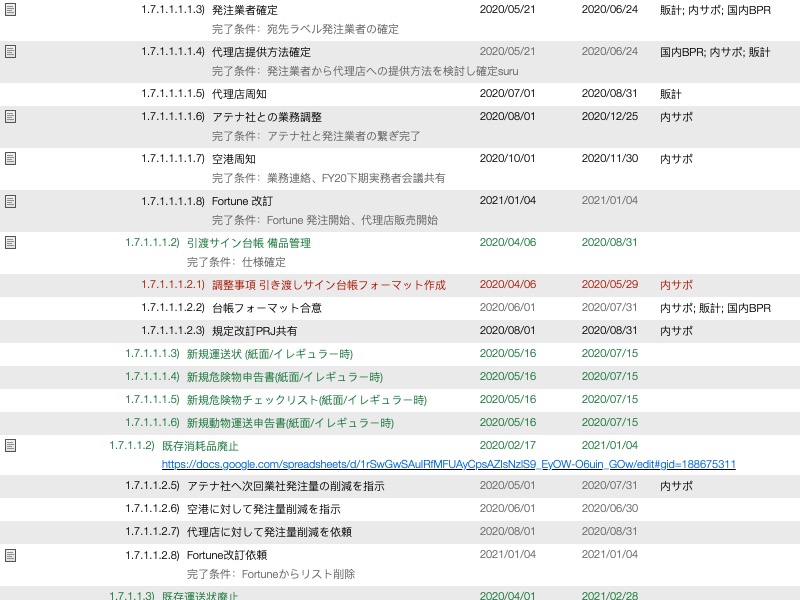 1.7.1.1.1.1.3) 発注業者確定 2020/05/21 2020/06/24 販計; 内サポ; 国内BPR
完了条件：宛先ラベル発注業者の確定
1.7.1.1.1.1.4) 代理店提供方法確定 2020/05/21 2020/06/24 国内BPR; 内サポ; 販計
完了条件：発注業者から代理店への提供方法を検討し確定suru
1.7.1.1.1.1.5) 代理店周知 2020/07/01 2020/08/31 販計
1.7.1.1.1.1.6) アテナ社との業務調整 2020/08/01 2020/12/25 内サポ
完了条件：アテナ社と発注業者の繋ぎ完了
1.7.1.1.1.1.7) 空港周知 2020/10/01 2020/11/30 内サポ
完了条件：業務連絡、FY20下期実務者会議共有
1.7.1.1.1.1.8) Fortune 改訂 2021/01/04 2021/01/04
完了条件：Fortune 発注開始、代理店販売開始
1.7.1.1.1.2) 引渡サイン台帳 備品管理 2020/04/06 2020/08/31
完了条件：仕様確定
1.7.1.1.1.2.1) 調整事項 引き渡しサイン台帳フォーマット作成 2020/04/06 2020/05/29 内サポ
1.7.1.1.1.2.2) 台帳フォーマット合意 2020/06/01 2020/07/31 内サポ; 販計; 国内BPR
1.7.1.1.1.2.3) 規定改訂PRJ共有 2020/08/01 2020/08/31 内サポ
1.7.1.1.1.3) 新規運送状 (紙面/イレギュラー時) 2020/05/16 2020/07/15
1.7.1.1.1.4) 新規危険物申告書(紙面/イレギュラー時) 2020/05/16 2020/07/15
1.7.1.1.1.5) 新規危険物チェックリスト(紙面/イレギュラー時) 2020/05/16 2020/07/15
1.7.1.1.1.6) 新規動物運送申告書(紙面/イレギュラー時) 2020/05/16 2020/07/15
1.7.1.1.2) 既存消耗品廃止 2020/02/17 2021/01/04
https://docs.google.com/spreadsheets/d/1rSwGwSAulRfMFUAyCpsAZIsNzlS9_EyOW-O6uin_GOw/edit#gid=188675311
1.7.1.1.2.5) アテナ社へ次回業社発注量の削減を指示 2020/05/01 2020/07/31 内サポ
1.7.1.1.2.6) 空港に対して発注量削減を指示 2020/06/01 2020/06/30
1.7.1.1.2.7) 代理店に対して発注量削減を依頼 2020/08/01 2020/08/31
1.7.1.1.2.8) Fortune改訂依頼 2021/01/04 2021/01/04
完了条件：Fortuneからリスト削除
1.7.1.1.3) 既存運送状廃止 2020/04/01 2021/02/28